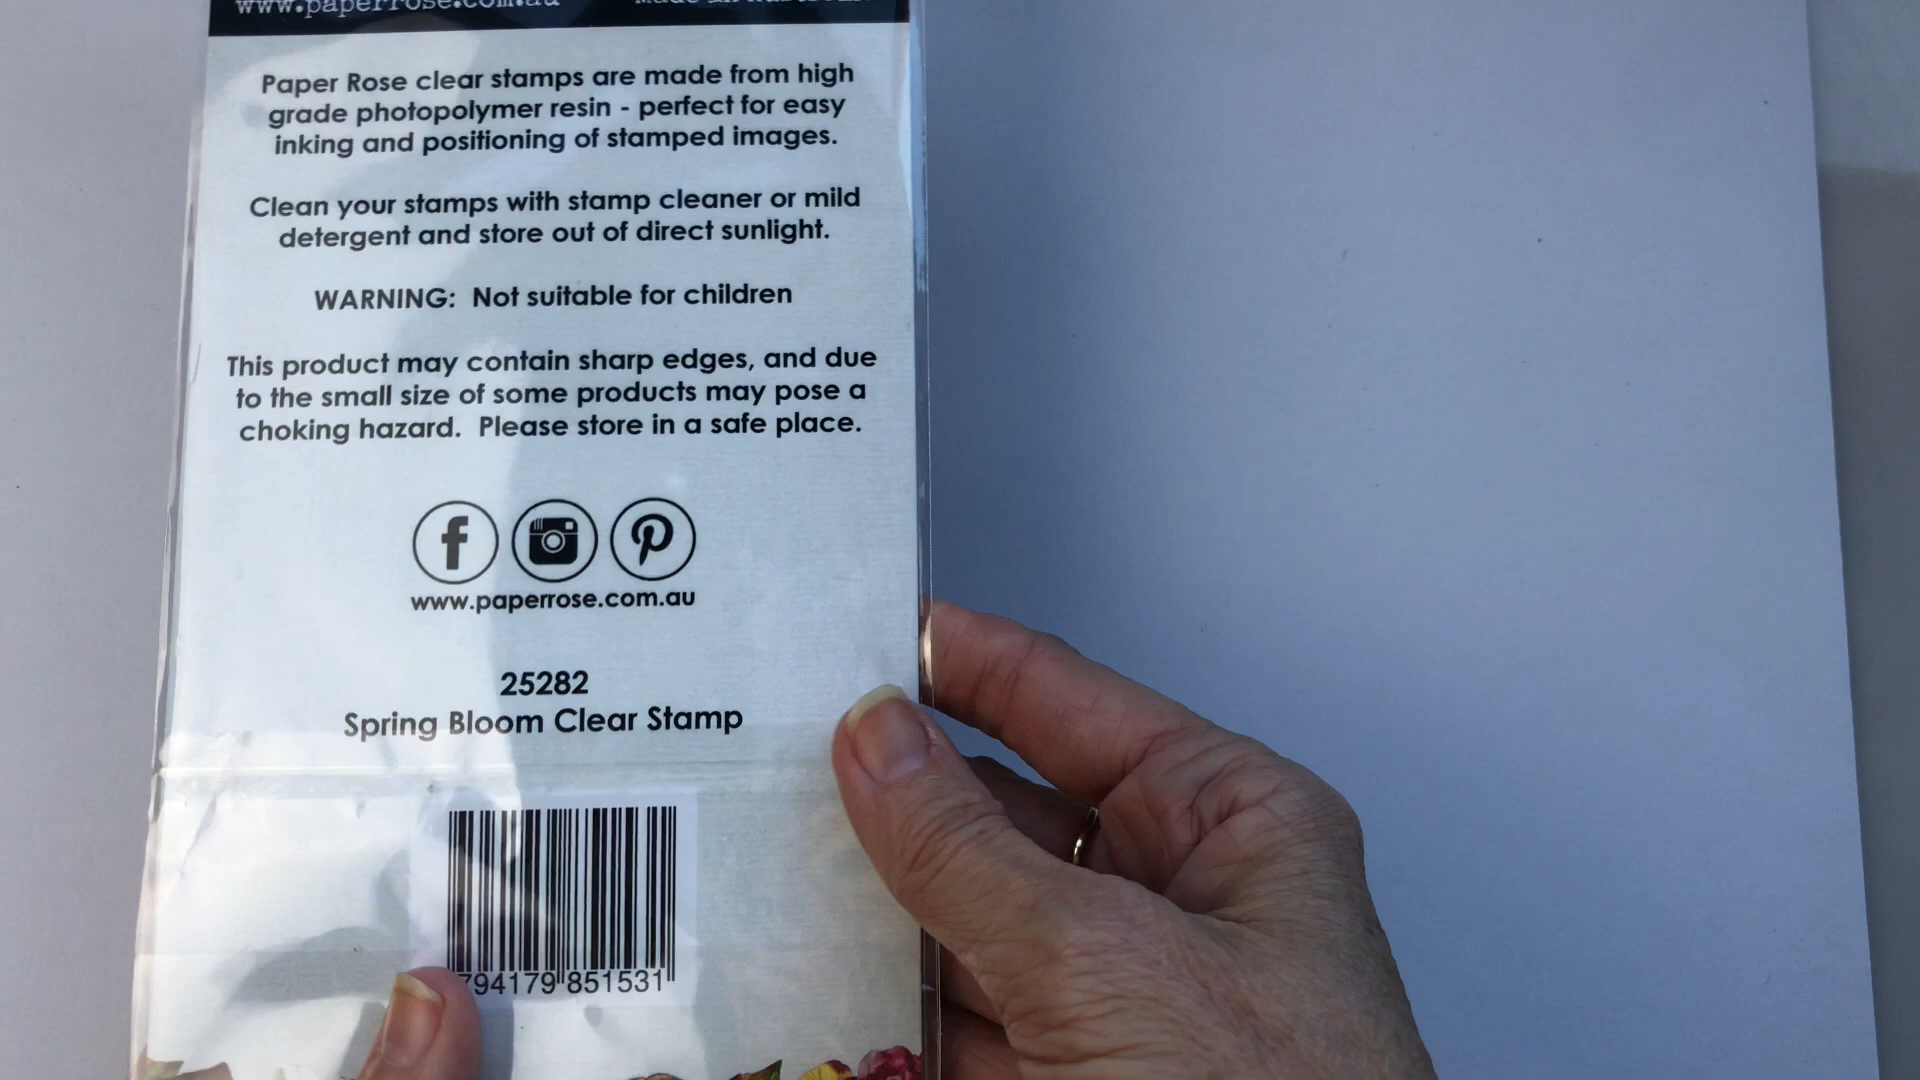 www.paperrose.com.au Made in Australia
Paper Rose clear stamps are made from high
grade photopolymer resin - perfect for easy
inking and positioning of stamped images.
Clean your stamps with stamp cleaner or mild
detergent and store out of direct sunlight.
WARNING: Not suitable for children
This product may contain sharp edges, and due
to the small size of some products may pose a
choking hazard. Please store in a safe place.
www.paperrose.com.au
25282
Spring Bloom Clear Stamp
794179 851531